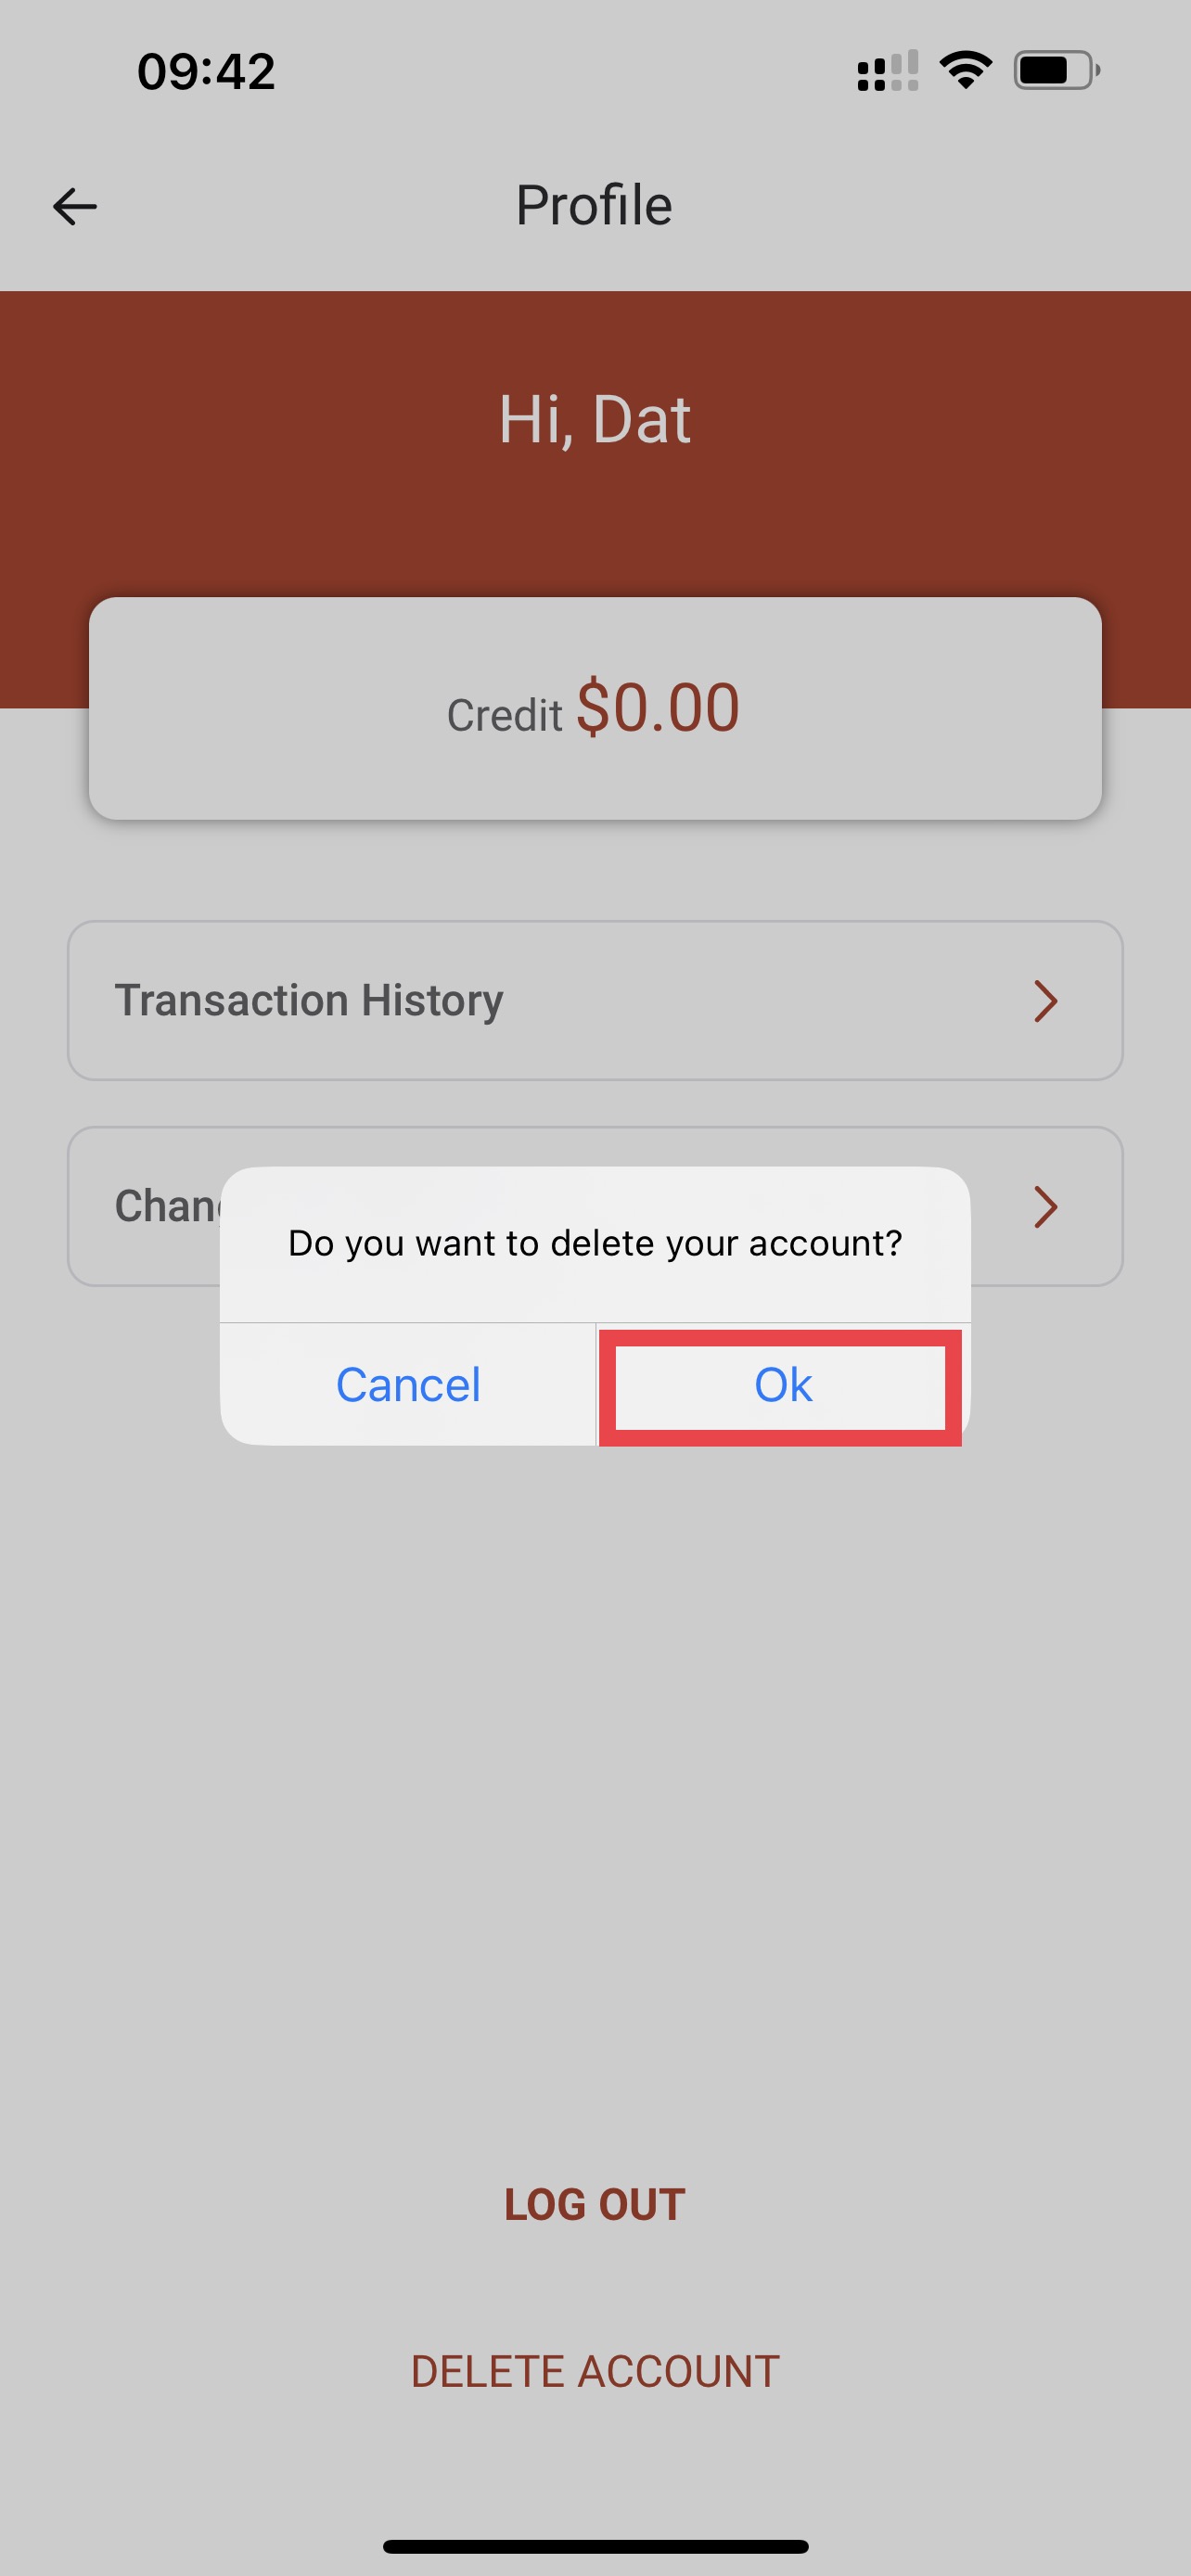 09:42
Profile
Hi, Dat
Credit $0.00
Transaction History
Chang
Do you want to delete your account?
Cancel
Ok
LOG OUT
DELETE ACCOUNT